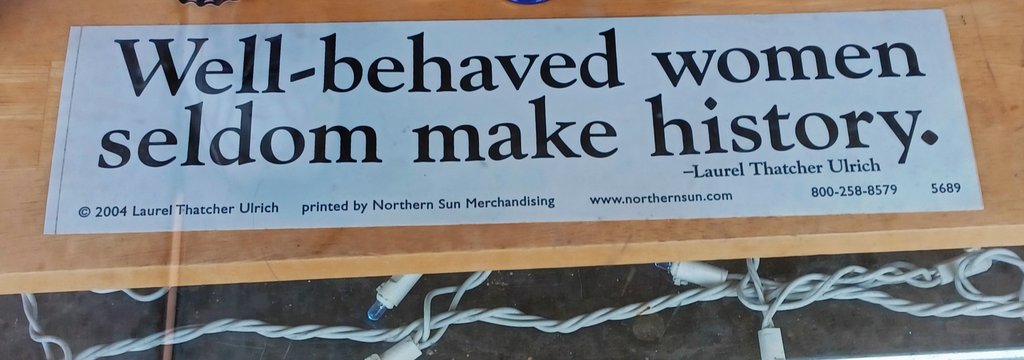 Well-behaved women
seldom make history.
–Laurel Thatcher Ulrich
© 2004 Laurel Thatcher Ulrich printed by Northern Sun Merchandising www.northernsun.com 800-258-8579 5689